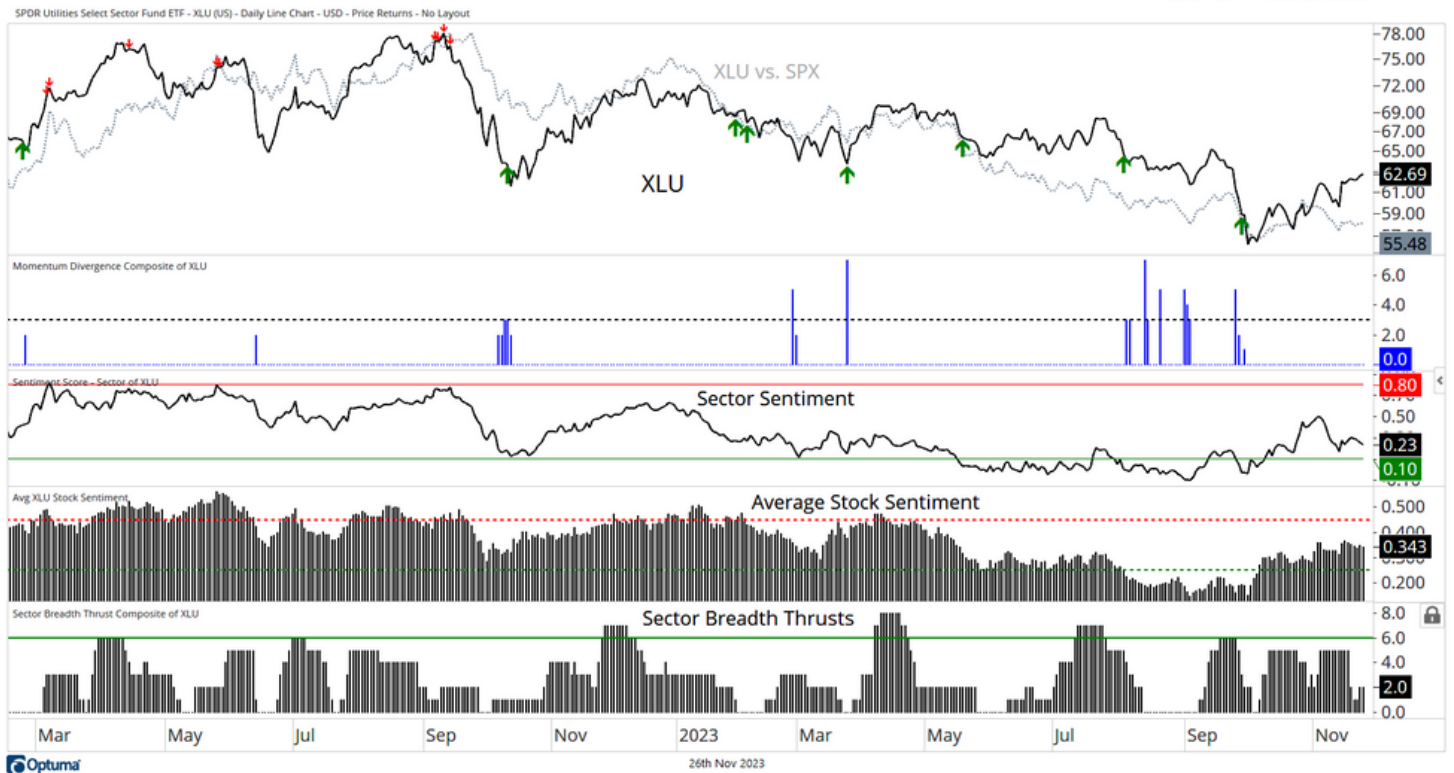 SPDR Utilities Select Sector Fund ETF - XLU (US) - Daily Line Chart - USD - Price Returns - No Layout
XLU vs. SPX
XLU
78.00
75.00
72.00
69.00
67.00
65.00
62.69
61.00
59.00
55.48
Momentum Divergence Composite of XLU
6.0
4.0
2.0
0.0
Sentiment Score - Sector of XLU
Sector Sentiment
0.80
0.50
0.23
0.10
Avg XLU Stock Sentiment
Average Stock Sentiment
0.500
0.343
0.200
Sector Breadth Thrust Composite of XLU
Sector Breadth Thrusts
8.0
6.0
4.0
2.0
0.0
Mar May Jul Sep Nov 2023 Mar May Jul Sep Nov
Optuma
26th Nov 2023